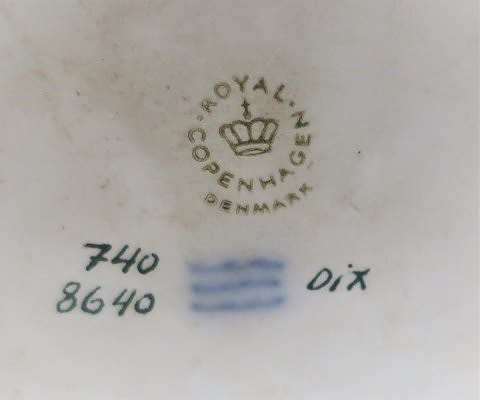 ROYAL
COPENHAGEN
DENMARK
740
8640
Dix